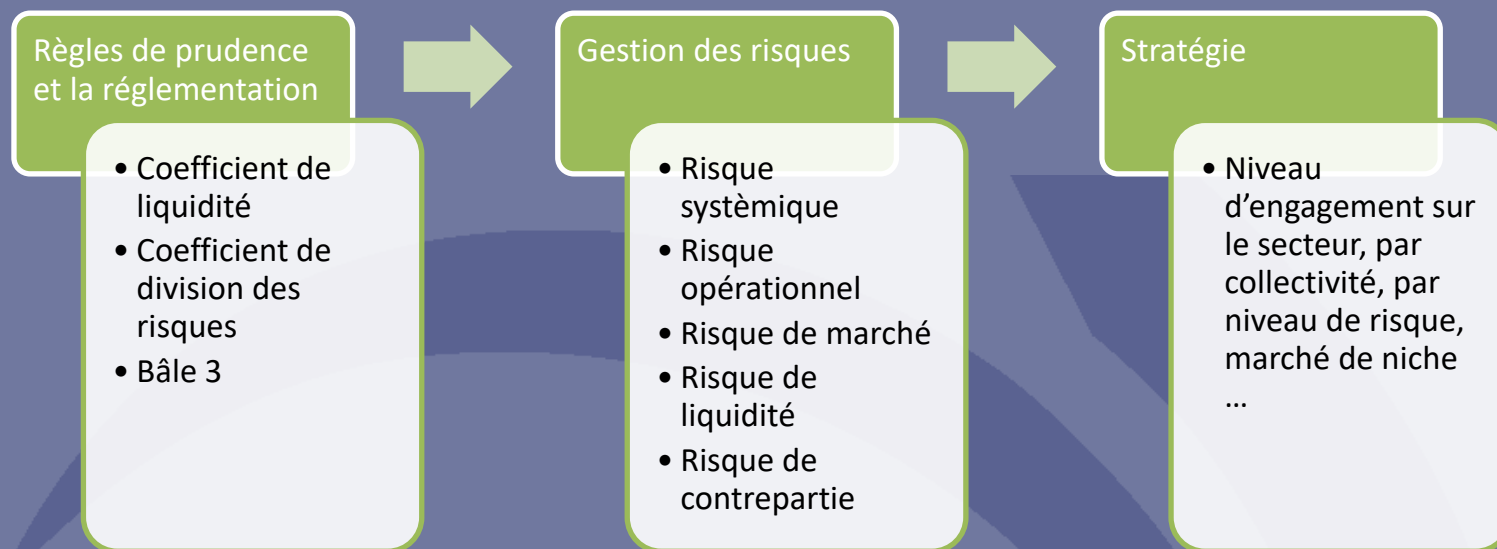 Règles de prudence
et la réglementation
• Coefficient de
liquidité
• Coefficient de
division des
risques
• Bâle 3
Gestion des risques
• Risque
systèmique
• Risque
opérationnel
• Risque de marché
• Risque de
liquidité
• Risque de
contrepartie
Stratégie
• Niveau
d’engagement sur
le secteur, par
collectivité, par
niveau de risque,
marché de niche
…